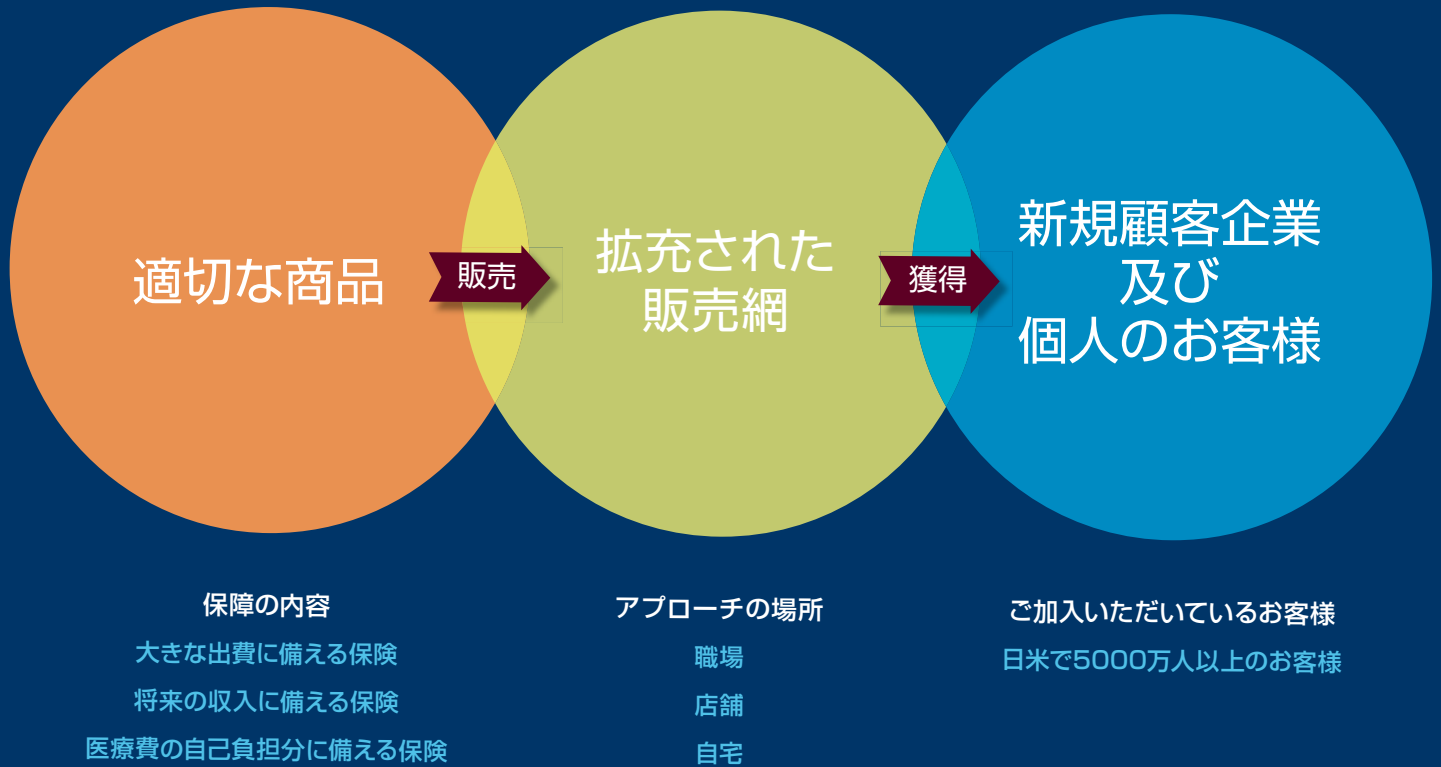 適切な商品
販売
拡充された
販売網
獲得
新規顧客企業
及び
個人のお客様
保障の内容
大きな出費に備える保険
将来の収入に備える保険
医療費の自己負担分に備える保険
アプローチの場所
職場
店舗
自宅
ご加入いただいているお客様
日米で5000万人以上のお客様